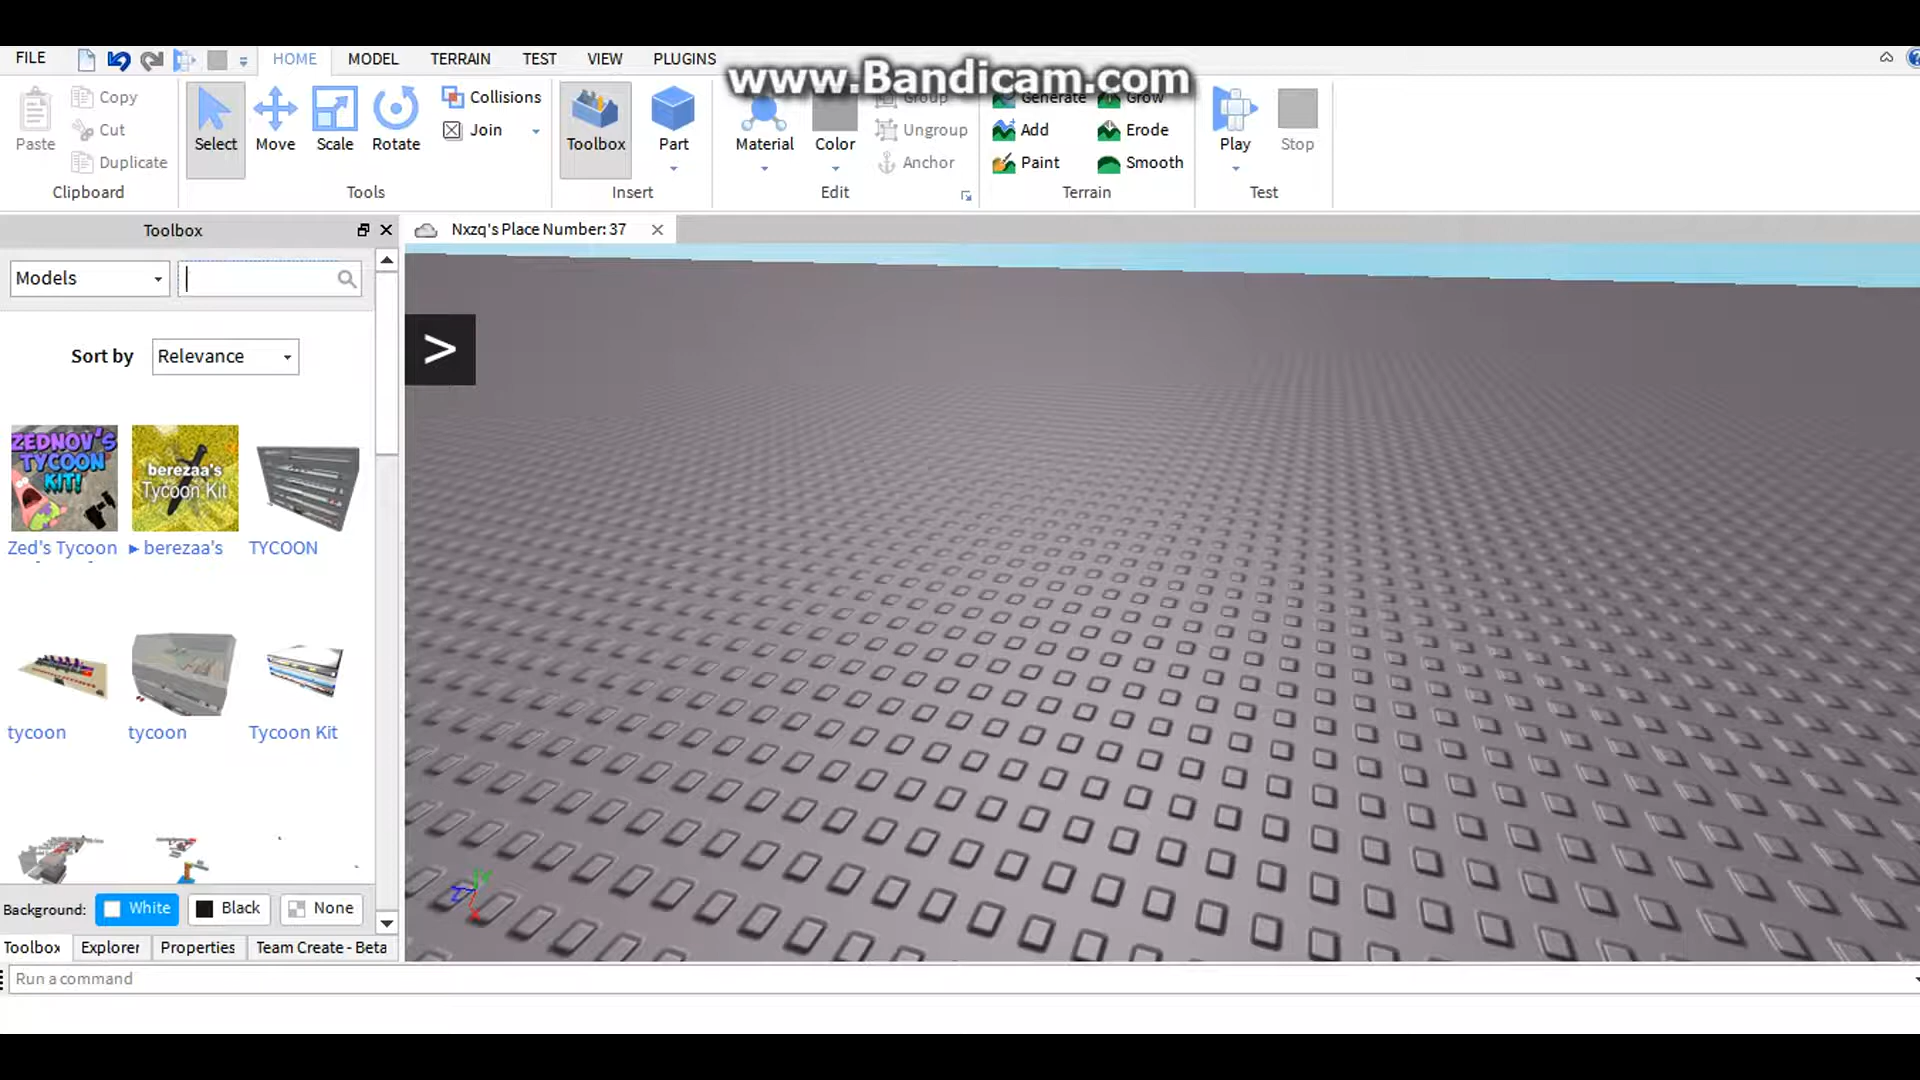 www.Bandicam.com
FILE
HOME
MODEL
TERRAIN
TEST
VIEW
PLUGINS
Paste
Copy
Cut
Duplicate
Clipboard
Select
Move
Scale
Rotate
Collisions
Join
Tools
Toolbox
Part
Insert
Material
Color
Group
Ungroup
Anchor
Edit
Generate
Grow
Add
Erode
Paint
Smooth
Terrain
Play
Stop
Test
Toolbox
Nxzq's Place Number: 37
Models
Sort by
Relevance
>
ZEDNOV'S
TYCOON
KIT!
berezaa's
Tycoon Kit
Zed's Tycoon
berezaa's
TYCOON
tycoon
tycoon
Tycoon Kit
Background:
White
Black
None
Toolbox
Explorer
Properties
Team Create - Beta
Run a command
Y
Z
X